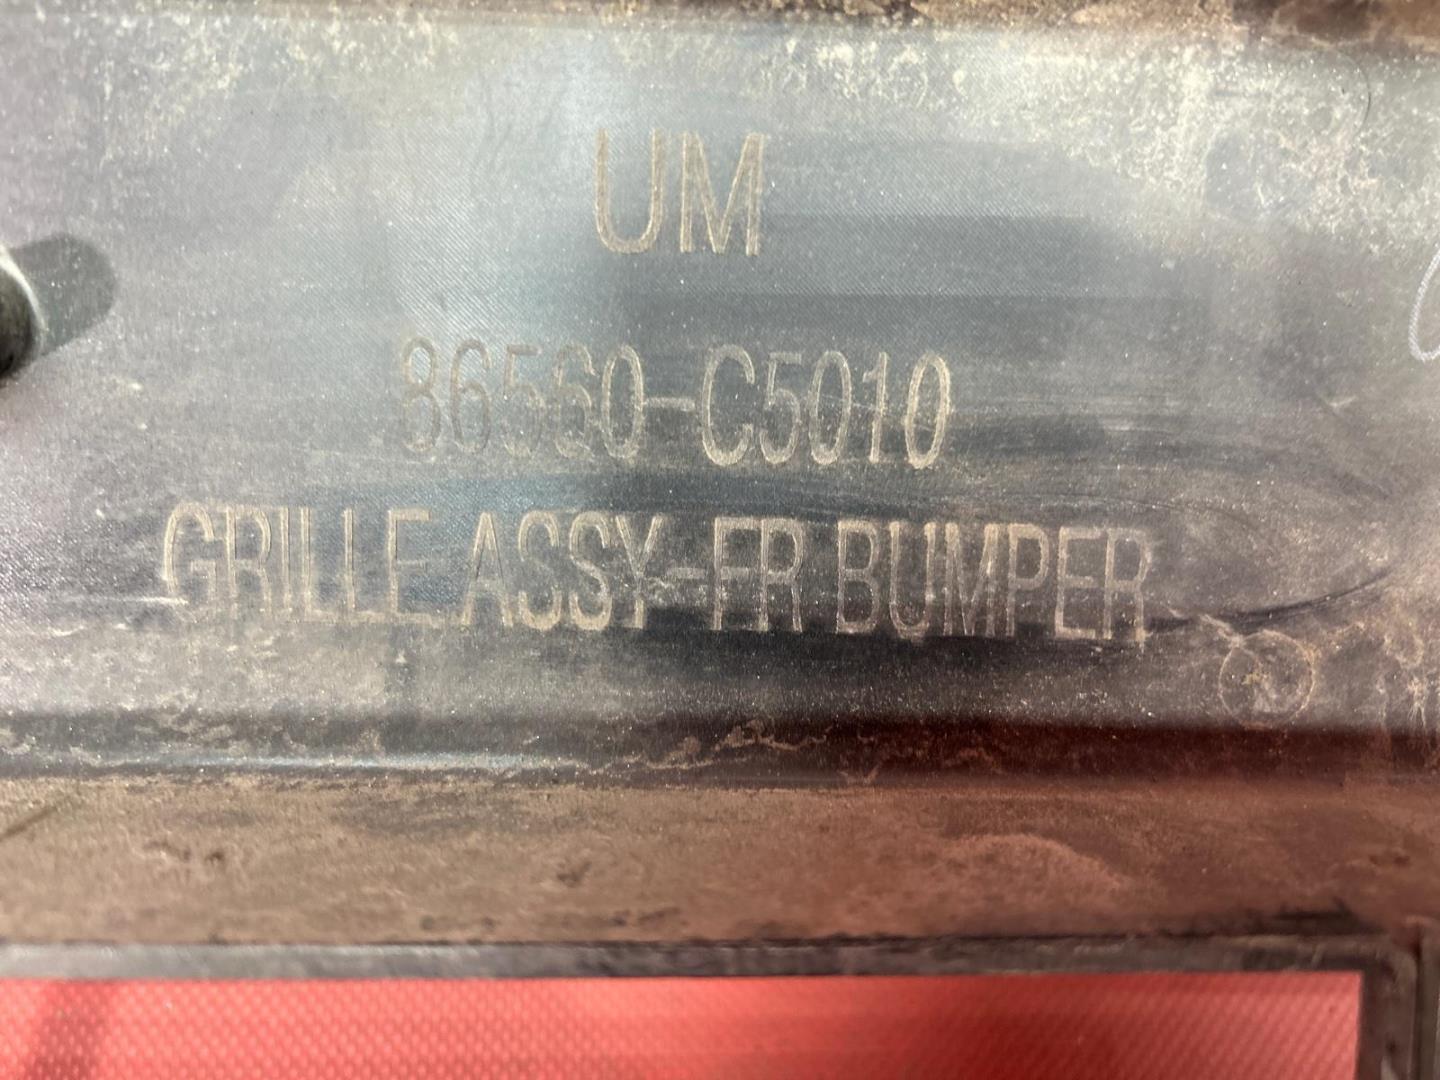 UM
86560-C5010
GRILLE ASSY-FR BUMPER